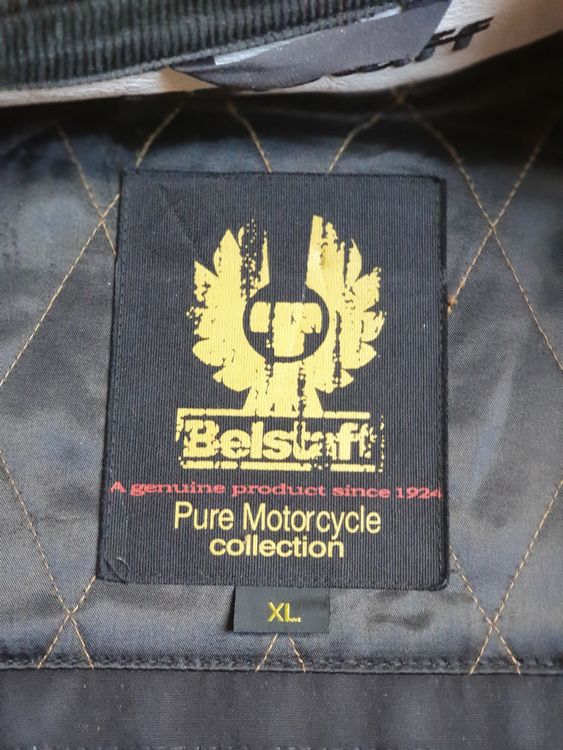 Belstaff
A genuine product since 1924
Pure Motorcycle
collection
XL